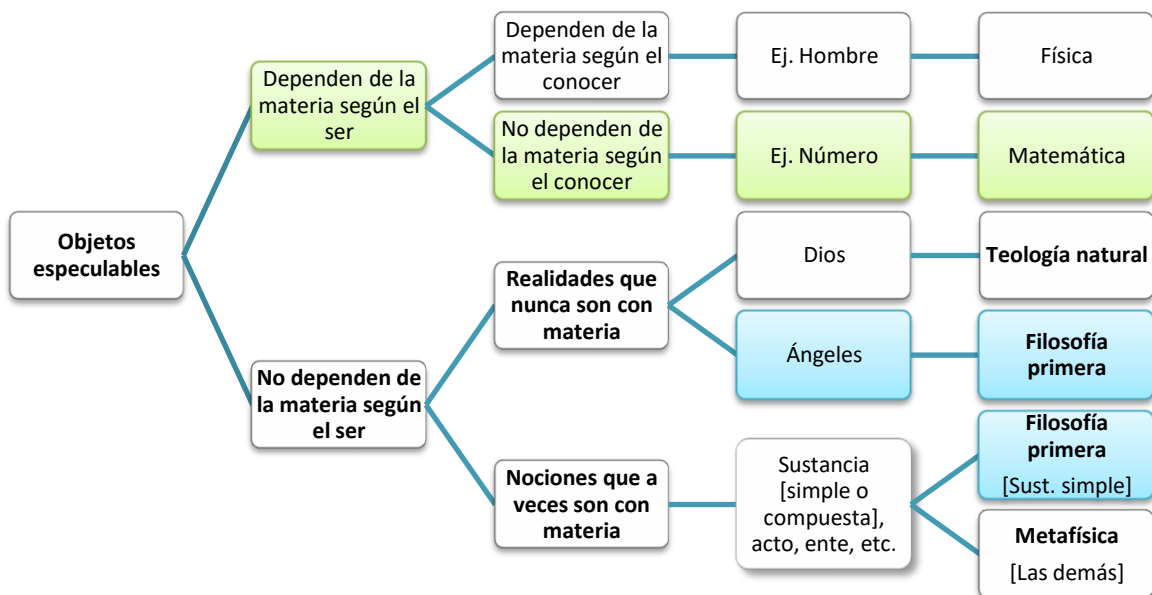 Objetos
especulables
Dependen de la
materia según el
ser
Dependen de la
materia según el
conocer
Ej. Hombre
Física
No dependen de
la materia según
el conocer
Ej. Número
Matemática
No dependen de
la materia según
el ser
Realidades que
nunca son con
materia
Dios
Teología natural
Ángeles
Filosofía
primera
Nociones que a
veces son con
materia
Sustancia
[simple o
compuesta],
acto, ente, etc.
Filosofía
primera
[Sust. simple]
Metafísica
[Las demás]